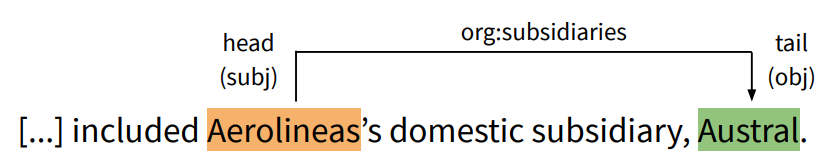 head
(subj)
org:subsidiaries
tail
(obj)
[...] included Aerolineas’s domestic subsidiary, Austral.